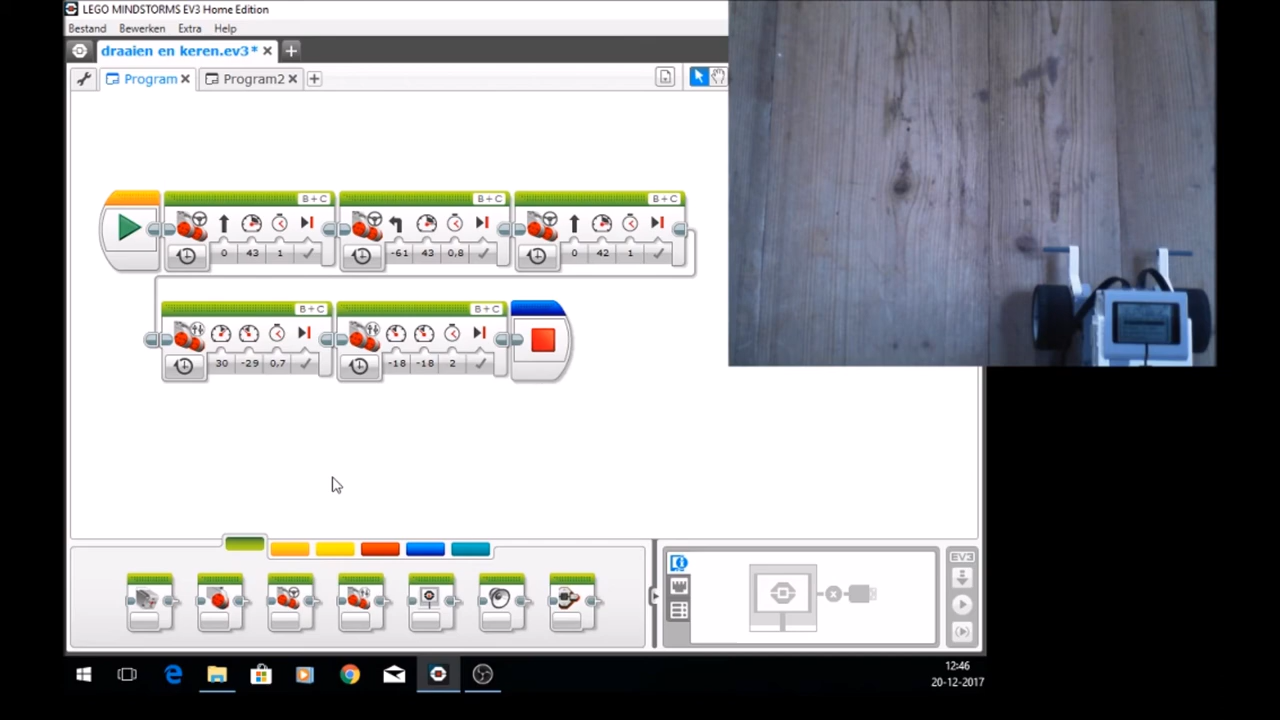 LEGO MINDSTORMS EV3 Home Edition
Bestand Bewerken Extra Help
draaien en keren.ev3*
Program Program2
B+C B+C B+C
0 43 1 -61 43 0,8 0 42 1
B+C B+C
30 -29 0,7 -18 -18 2
EV3
12:46
20-12-2017